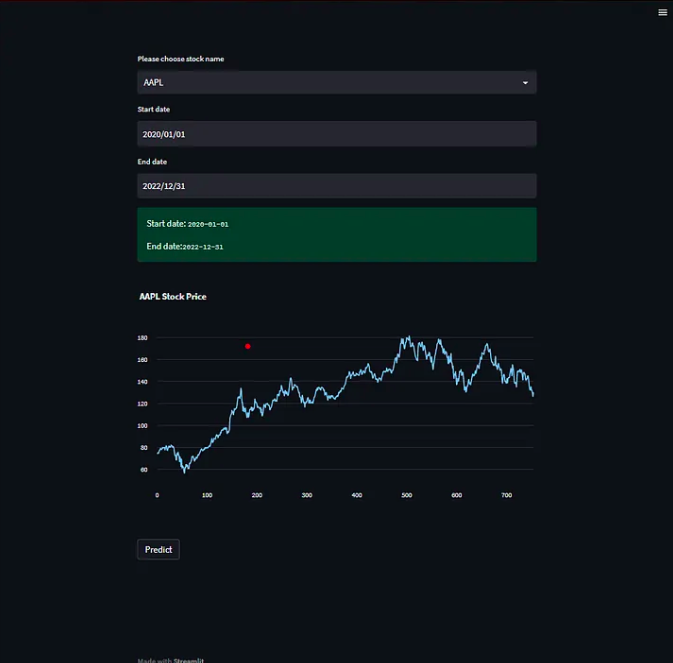 Please choose stock name
AAPL
Start date
2020/01/01
End date
2022/12/31
Start date: 2020-01-01
End date:2022-12-31
AAPL Stock Price
180
160
140
120
100
80
60
0 100 200 300 400 500 600 700
Predict
Made with Streamlit